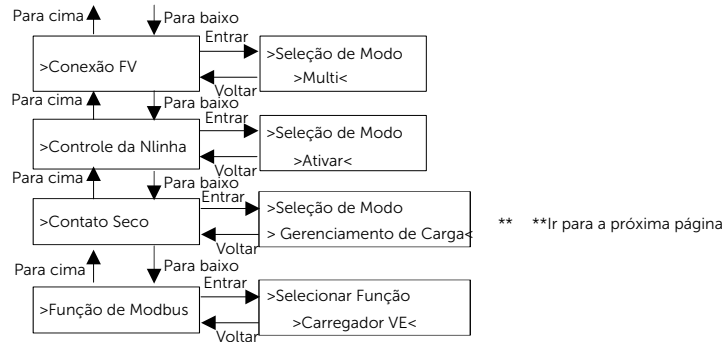 Para cima
Para baixo
Entrar
>Conexão FV
>Seleção de Modo
>Multi<
Voltar
Para cima
Para baixo
Entrar
>Controle da Nlinha
>Seleção de Modo
>Ativar<
Voltar
Para cima
Para baixo
Entrar
>Contato Seco
>Seleção de Modo
> Gerenciamento de Carga<
** **Ir para a próxima página
Voltar
Para cima
Para baixo
Entrar
>Função de Modbus
>Selecionar Função
>Carregador VE<
Voltar